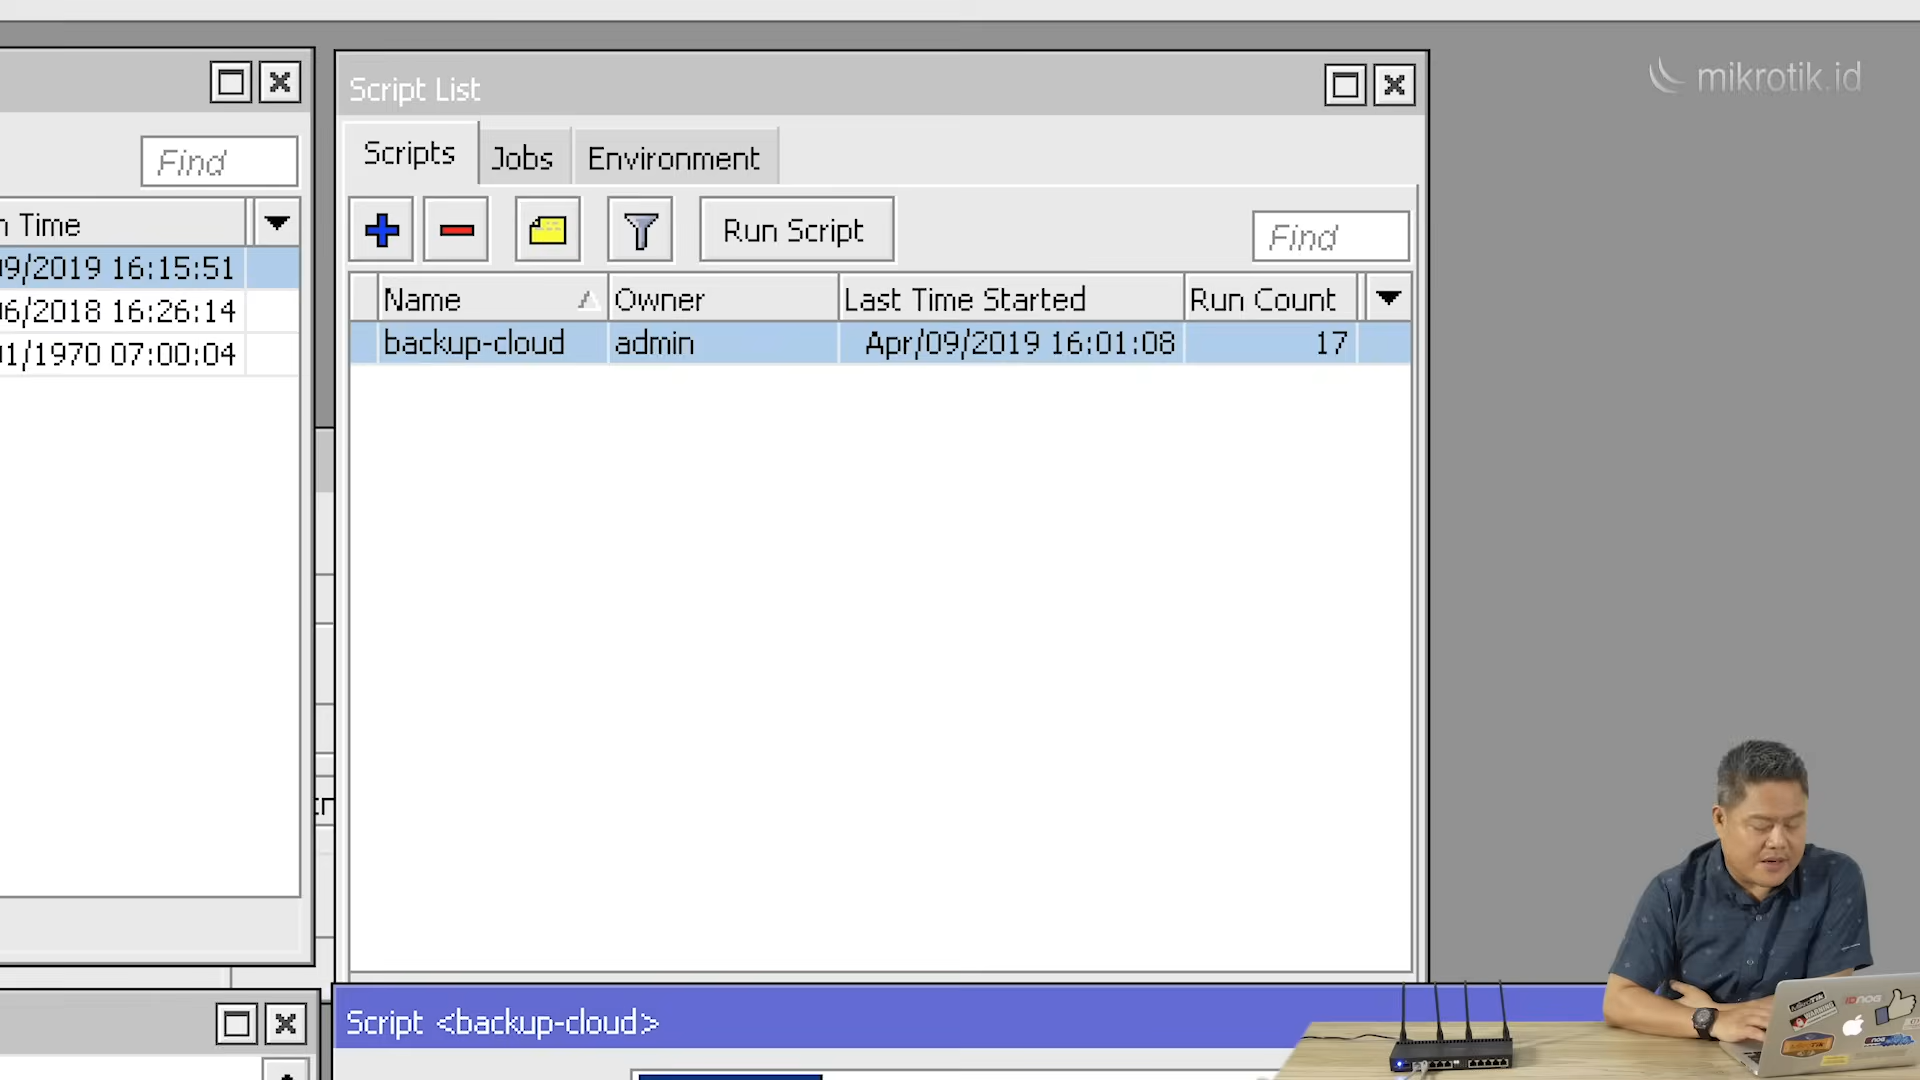 mikrotik.id
Find
n Time
09/2019 16:15:51
06/2018 16:26:14
01/1970 07:00:04
Script List
Scripts
Jobs
Environment
Run Script
Find
Name
Owner
Last Time Started
Run Count
backup-cloud
admin
Apr/09/2019 16:01:08
17
Script <backup-cloud>